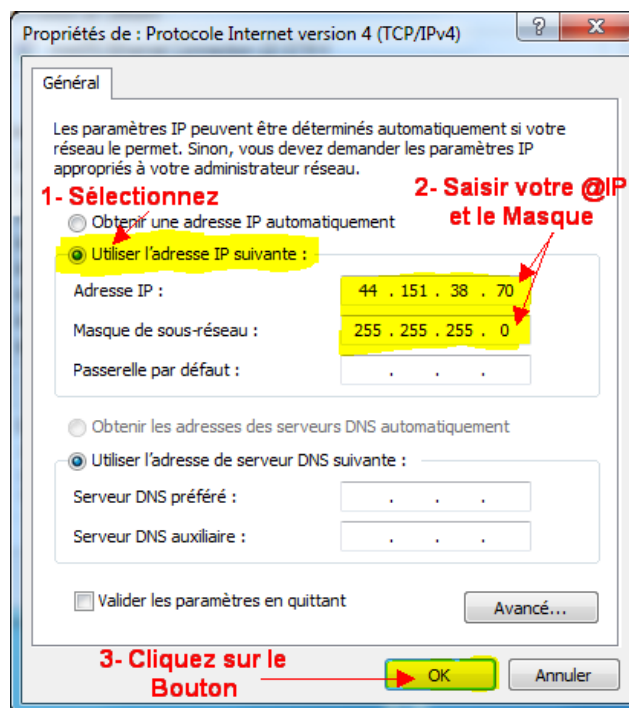 Propriétés de : Protocole Internet version 4 (TCP/IPv4)
?
X
Général
Les paramètres IP peuvent être déterminés automatiquement si votre
réseau le permet. Sinon, vous devez demander les paramètres IP
appropriés à votre administrateur réseau.
1- Sélectionnez
2- Saisir votre @IP
et le Masque
Obtenir une adresse IP automatiquement
Utiliser l'adresse IP suivante :
Adresse IP : 44 . 151 . 38 . 70
Masque de sous-réseau : 255 . 255 . 255 . 0
Passerelle par défaut : . . .
Obtenir les adresses des serveurs DNS automatiquement
Utiliser l'adresse de serveur DNS suivante :
Serveur DNS préféré : . . .
Serveur DNS auxiliaire : . . .
Valider les paramètres en quittant
Avancé...
3- Cliquez sur le
Bouton
OK
Annuler